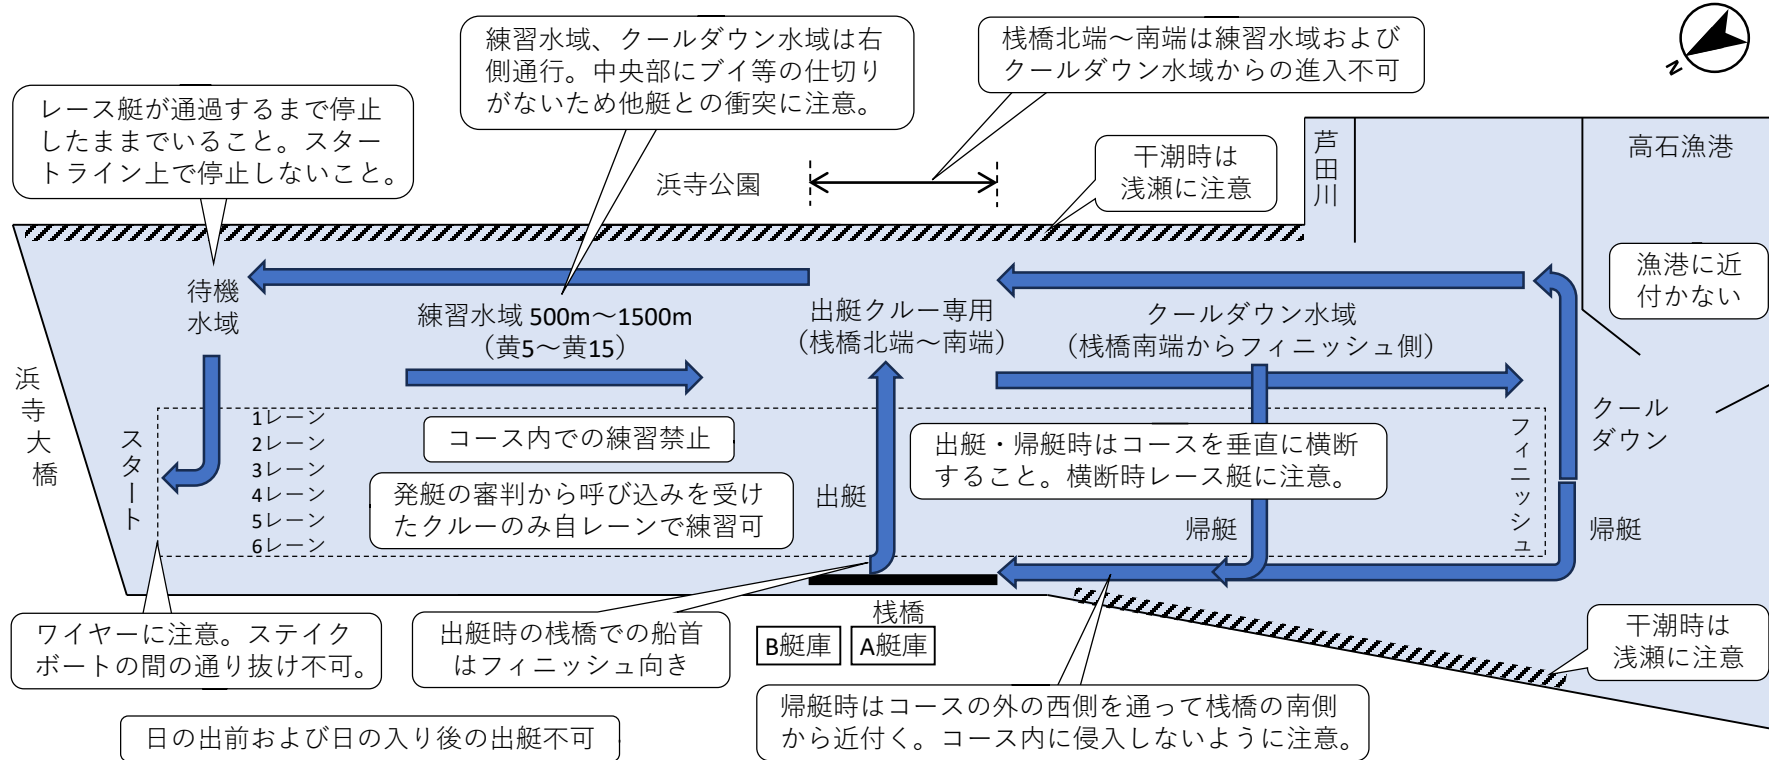 練習水域、クールダウン水域は右
側通行。中央部にブイ等の仕切り
がないため他艇との衝突に注意。
桟橋北端～南端は練習水域および
クールダウン水域からの進入不可
N
レース艇が通過するまで停止
したままでいること。スター
トライン上で停止しないこと。
浜寺公園
干潮時は
浅瀬に注意
芦田川
高石漁港
漁港に近
付かない
待機
水域
練習水域 500m～1500m
（黄5～黄15）
出艇クルー専用
（桟橋北端～南端）
クールダウン水域
（桟橋南端からフィニッシュ側）
浜寺大橋
スタート
1レーン
2レーン
3レーン
4レーン
5レーン
6レーン
コース内での練習禁止
発艇の審判から呼び込みを受け
たクルーのみ自レーンで練習可
出艇
出艇・帰艇時はコースを垂直に横断
すること。横断時レース艇に注意。
帰艇
フィニッシュ
クール
ダウン
帰艇
ワイヤーに注意。ステイク
ボートの間の通り抜け不可。
出艇時の桟橋での船首
はフィニッシュ向き
桟橋
B艇庫
A艇庫
干潮時は
浅瀬に注意
日の出前および日の入り後の出艇不可
帰艇時はコースの外の西側を通って桟橋の南側
から近付く。コース内に侵入しないように注意。